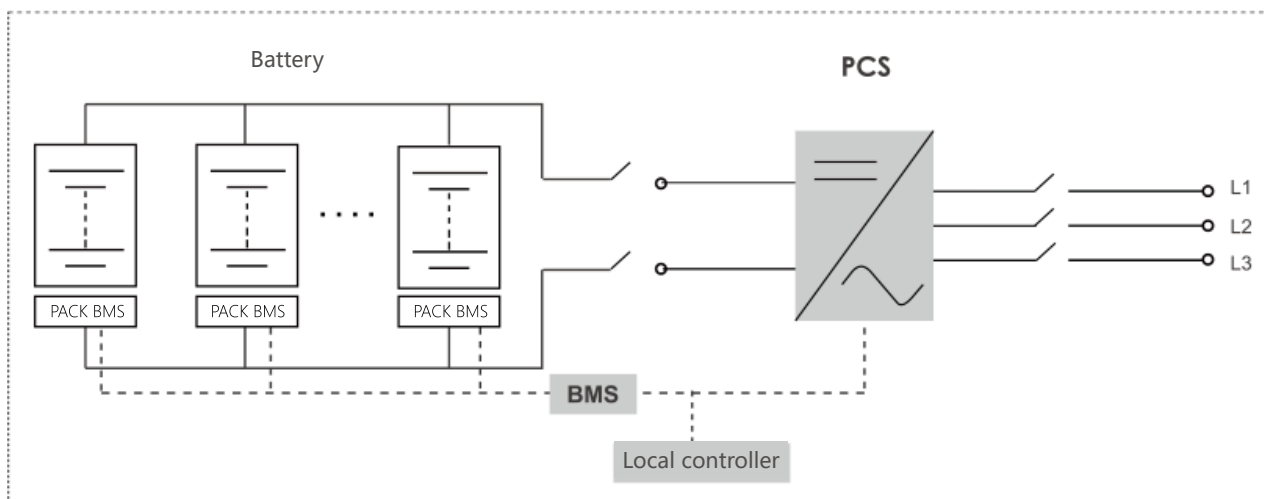 Battery
PCS
L1
L2
L3
PACK BMS
PACK BMS
PACK BMS
BMS
Local controller